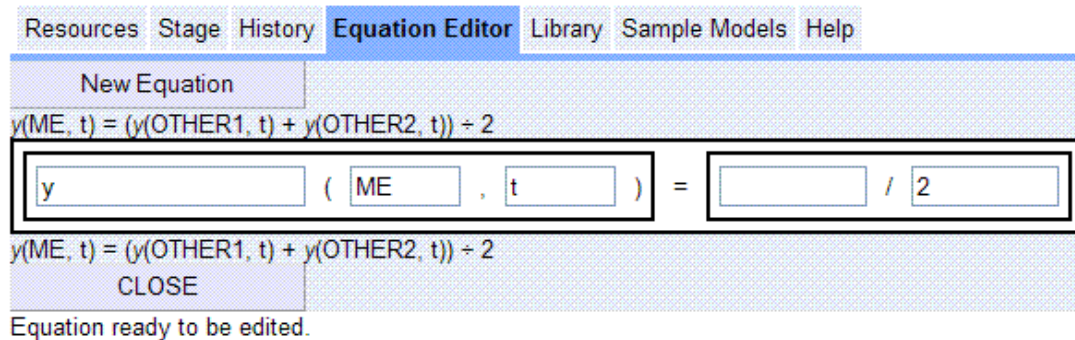 Resources Stage History Equation Editor Library Sample Models Help
New Equation
y(ME, t) = (y(OTHER1, t) + y(OTHER2, t)) ÷ 2
y ( ME , t ) = / 2
y(ME, t) = (y(OTHER1, t) + y(OTHER2, t)) ÷ 2
CLOSE
Equation ready to be edited.